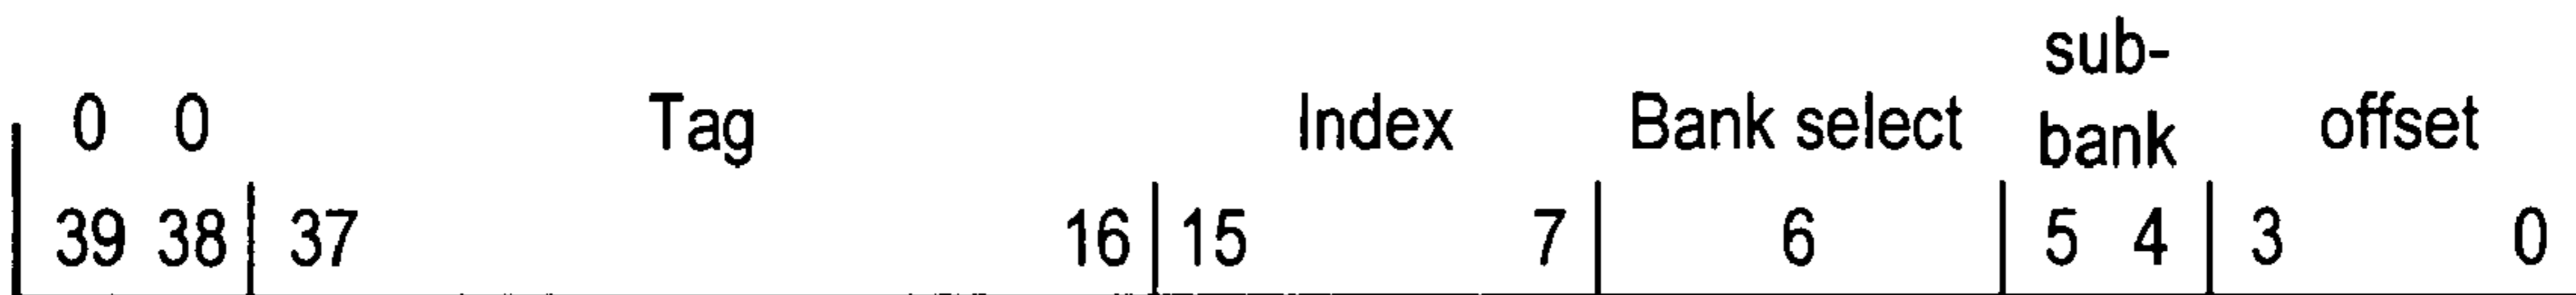 sub-
0 0 Tag Index Bank select bank offset
39 38 37 16 15 7 6 5 4 3 0